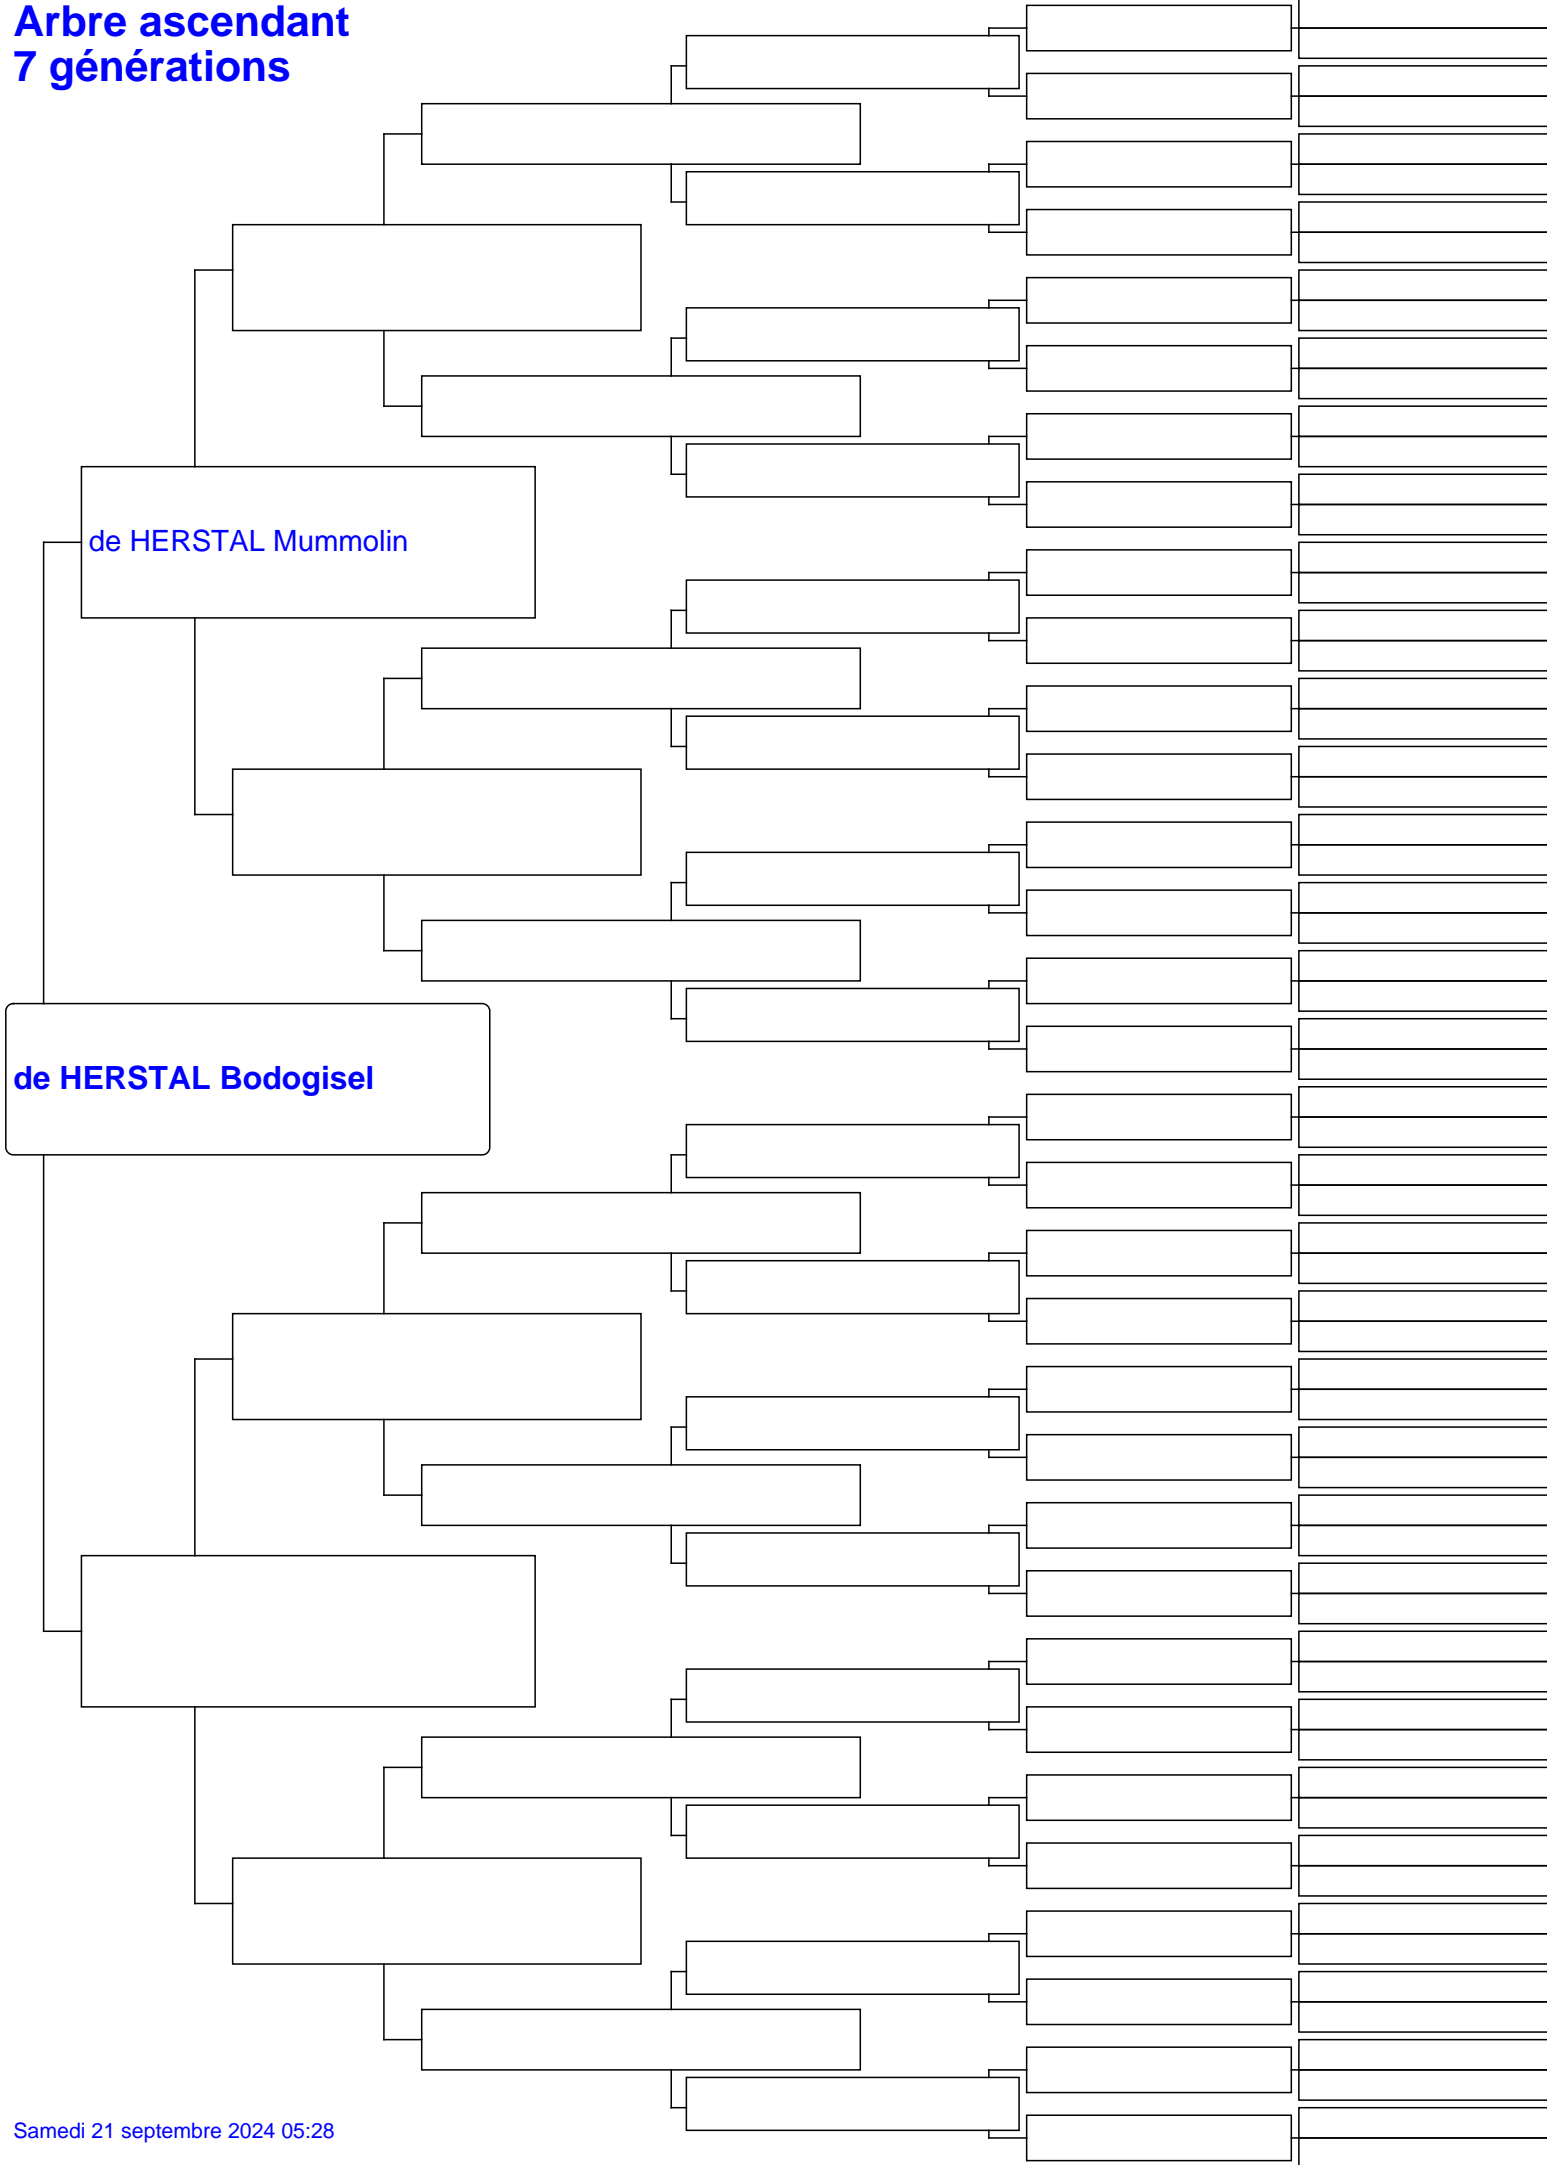 Arbre ascendant
7 générations
de HERSTAL Mummolin
de HERSTAL Bodogisel
Samedi 21 septembre 2024 05:28